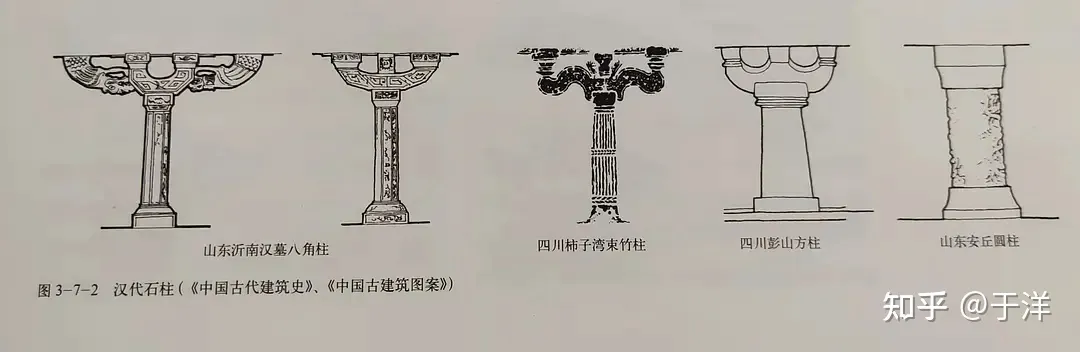 山东沂南汉墓八角柱
四川柿子湾束竹柱
四川彭山方柱
山东安丘圆柱
图 3-7-2 汉代石柱(《中国古代建筑史》、《中国古建筑图案》)
知乎 @于洋